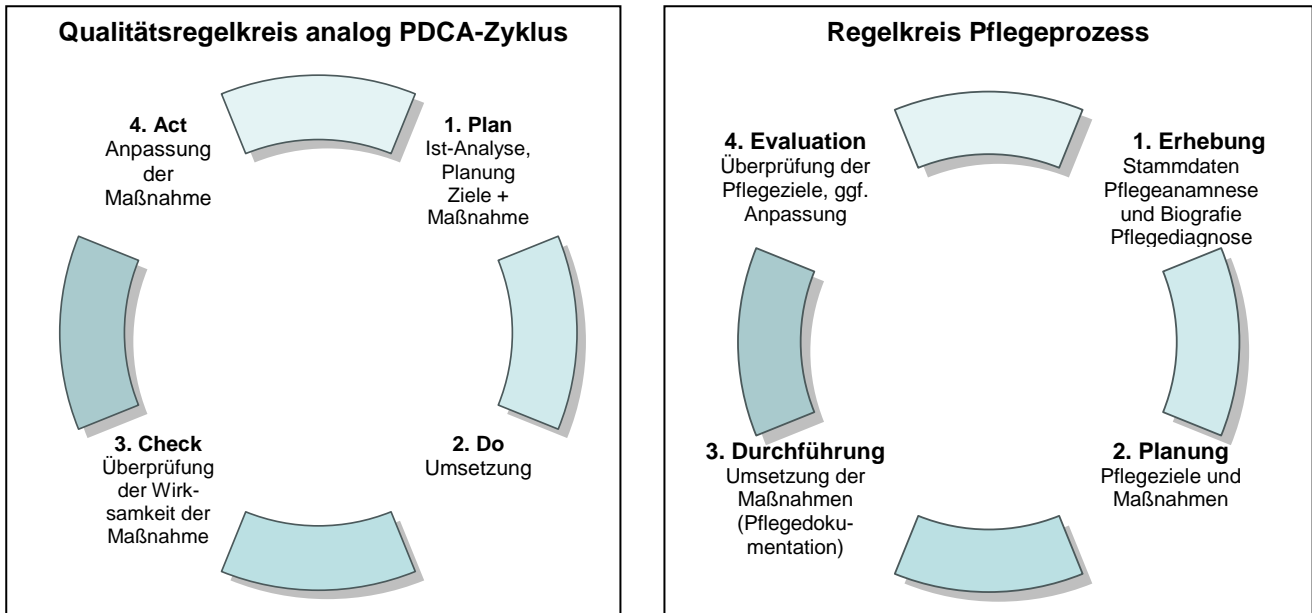 Qualitätsregelkreis analog PDCA-Zyklus
4. Act
Anpassung
der
Maßnahme
1. Plan
Ist-Analyse,
Planung
Ziele +
Maßnahme
3. Check
Überprüfung
der Wirk-
samkeit der
Maßnahme
2. Do
Umsetzung
Regelkreis Pflegeprozess
4. Evaluation
Überprüfung der
Pflegeziele, ggf.
Anpassung
1. Erhebung
Stammdaten
Pflegeanamnese
und Biografie
Pflegediagnose
3. Durchführung
Umsetzung der
Maßnahmen
(Pflegedoku-
mentation)
2. Planung
Pflegeziele und
Maßnahmen